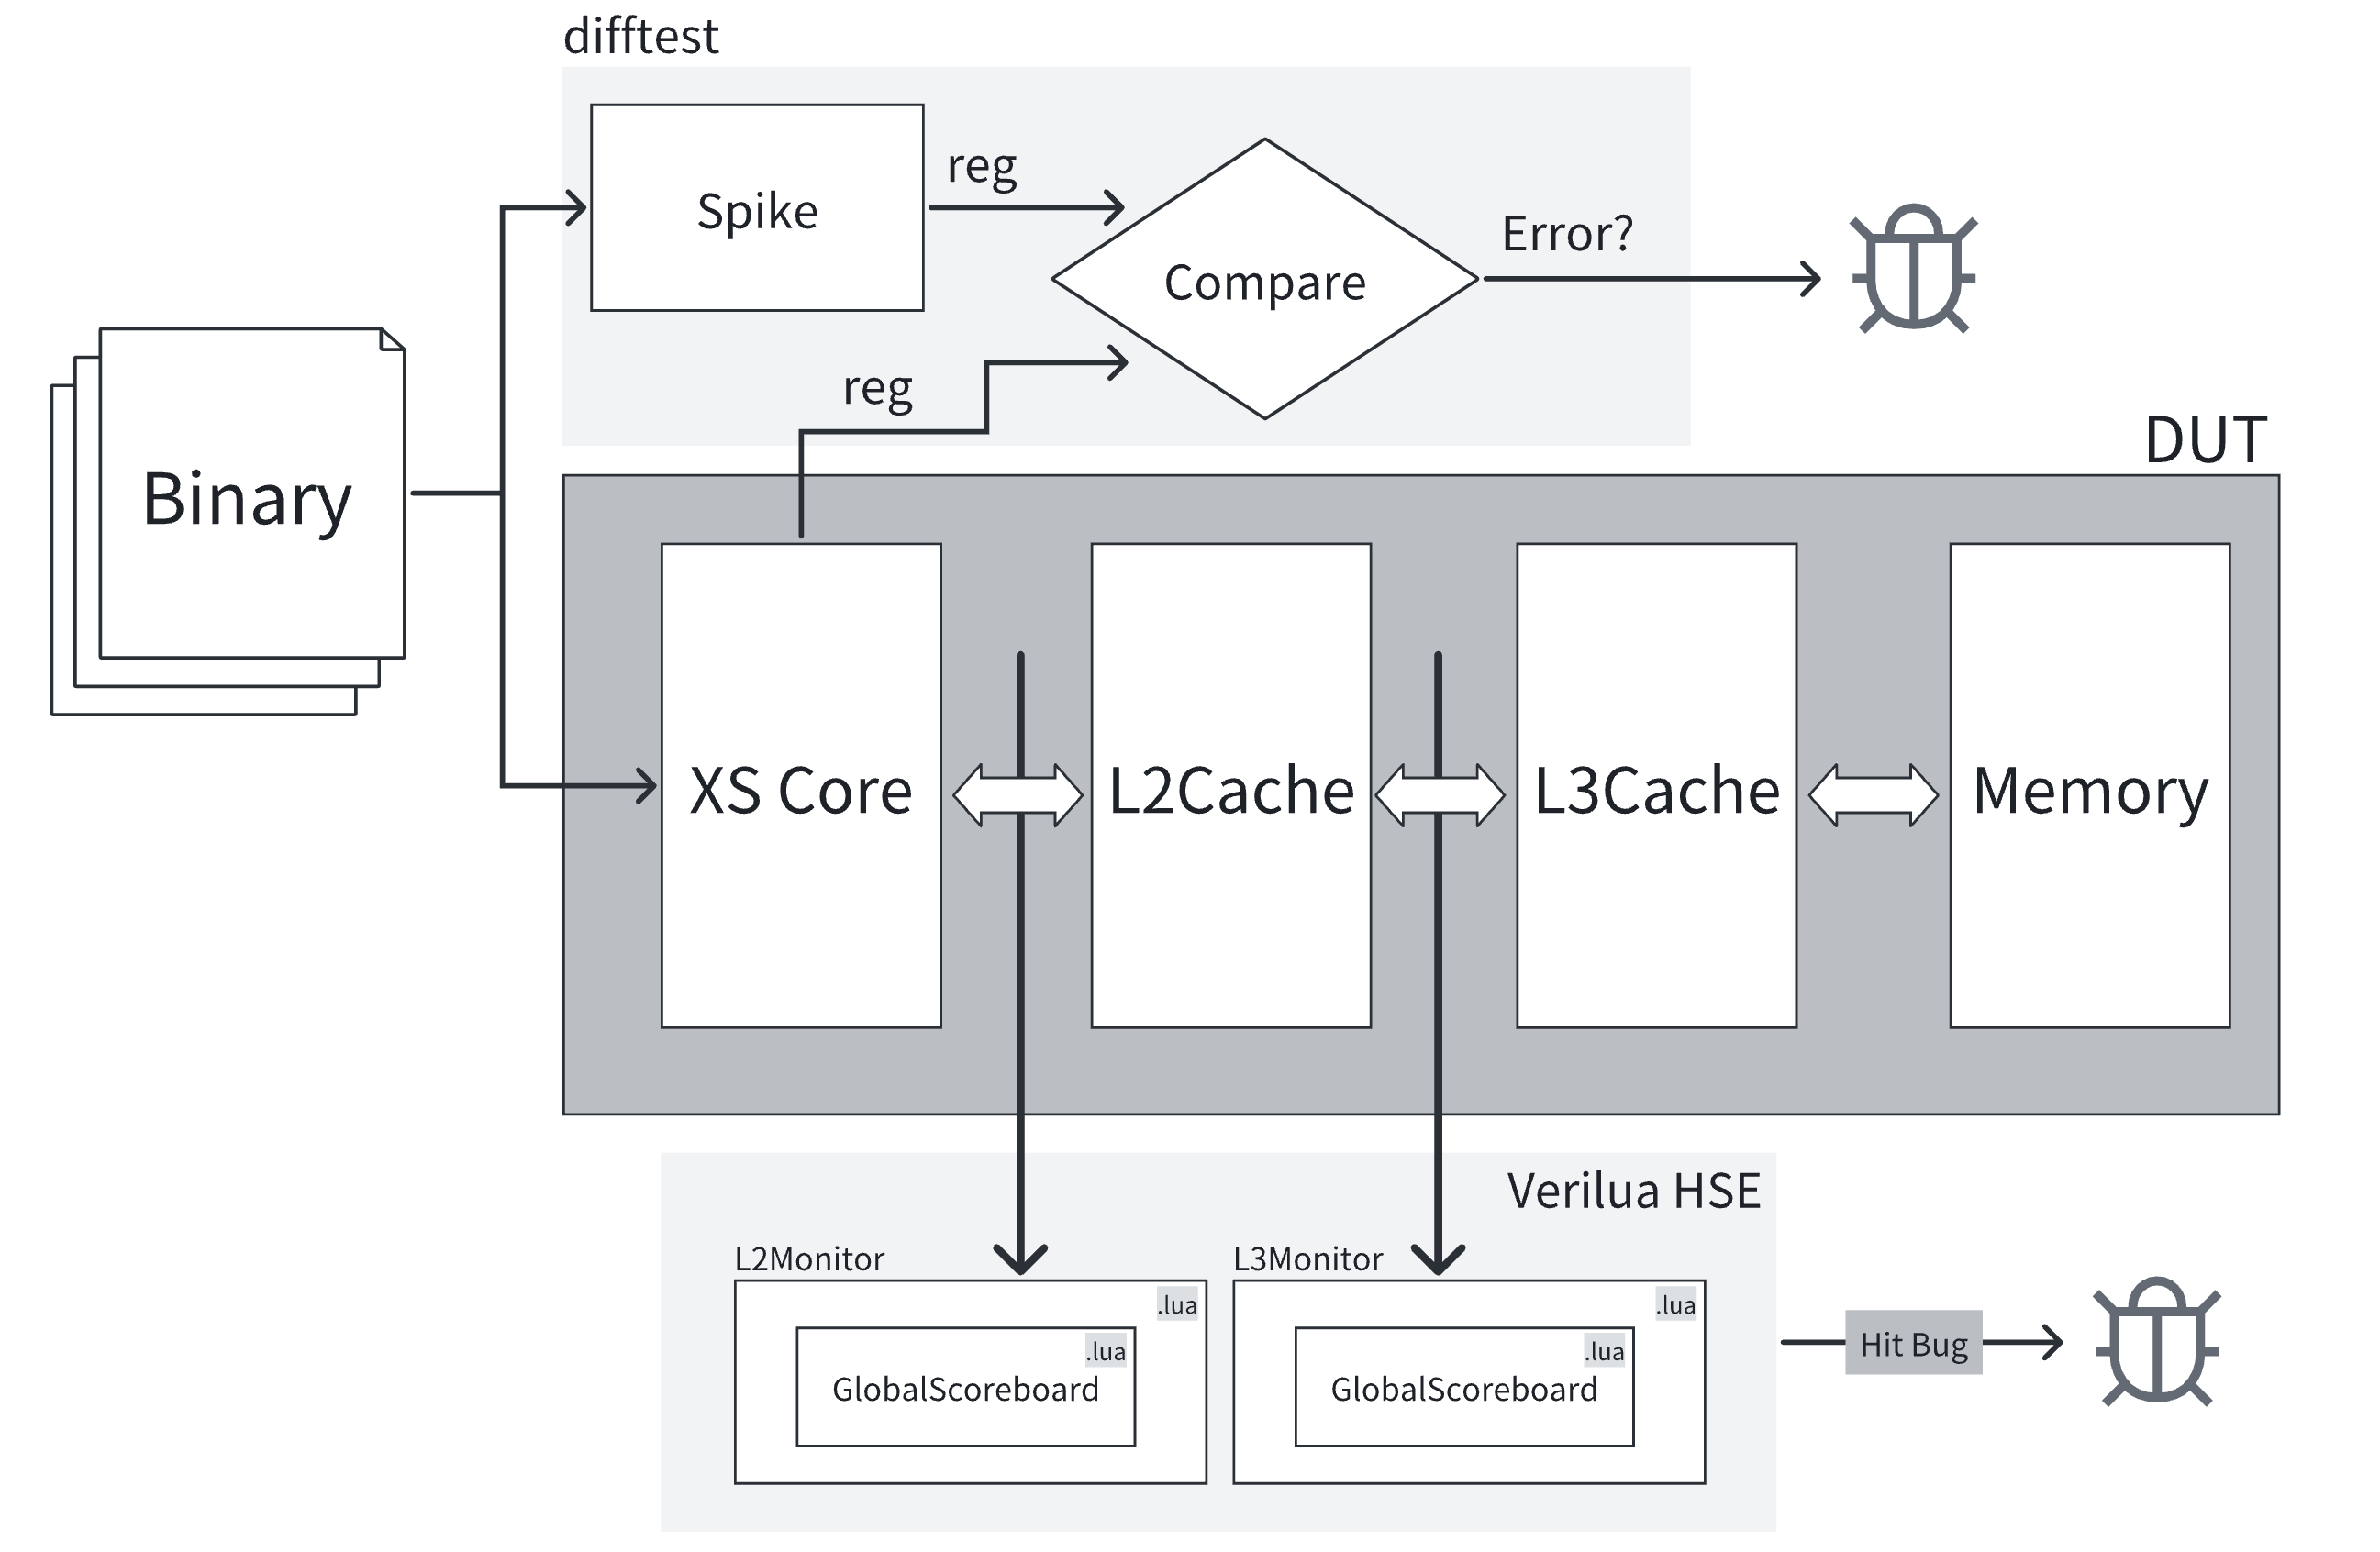 difftest
Spike
reg
Compare
Error?
reg
Binary
DUT
XS Core
L2Cache
L3Cache
Memory
Verilua HSE
L2Monitor
.lua
.lua
GlobalScoreboard
L3Monitor
.lua
.lua
GlobalScoreboard
Hit Bug